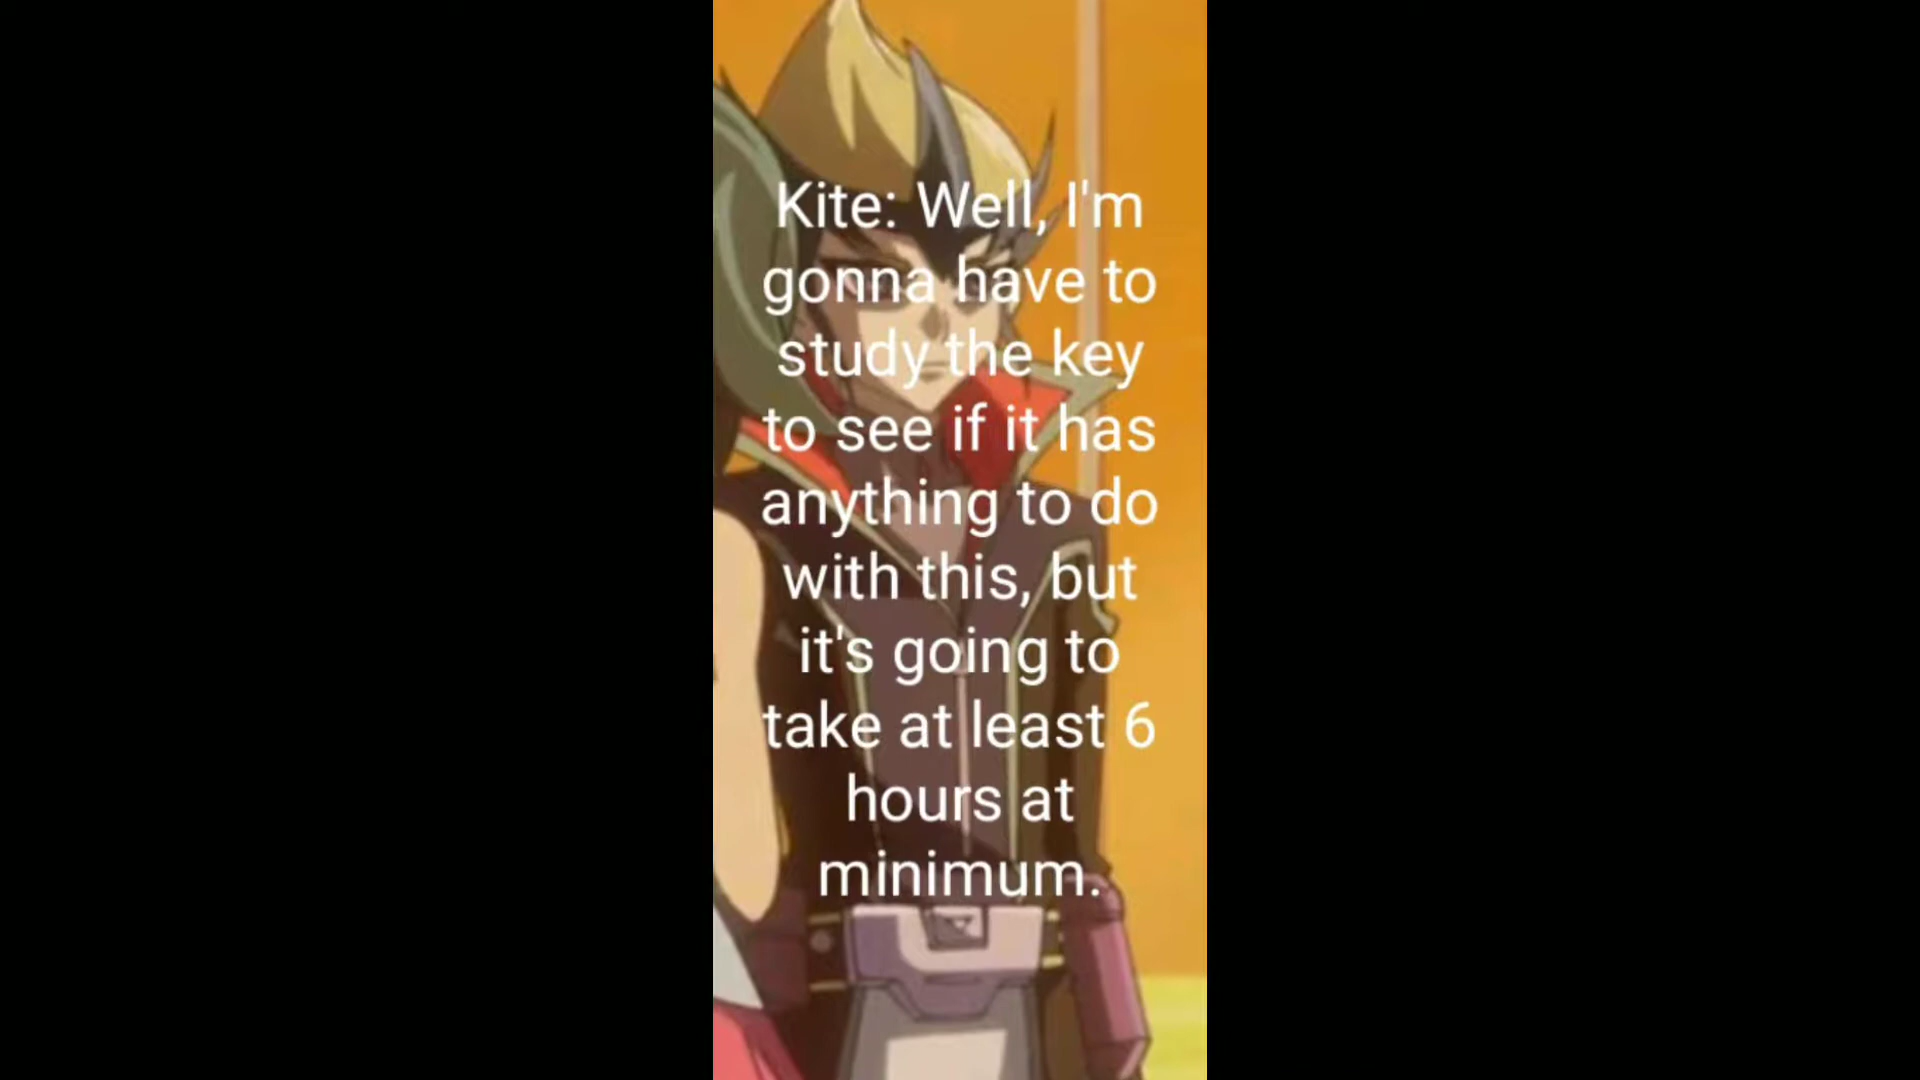 Kite: Well, I'm
gonna have to
study the key
to see if it has
anything to do
with this, but
it's going to
take at least 6
hours at
minimum.